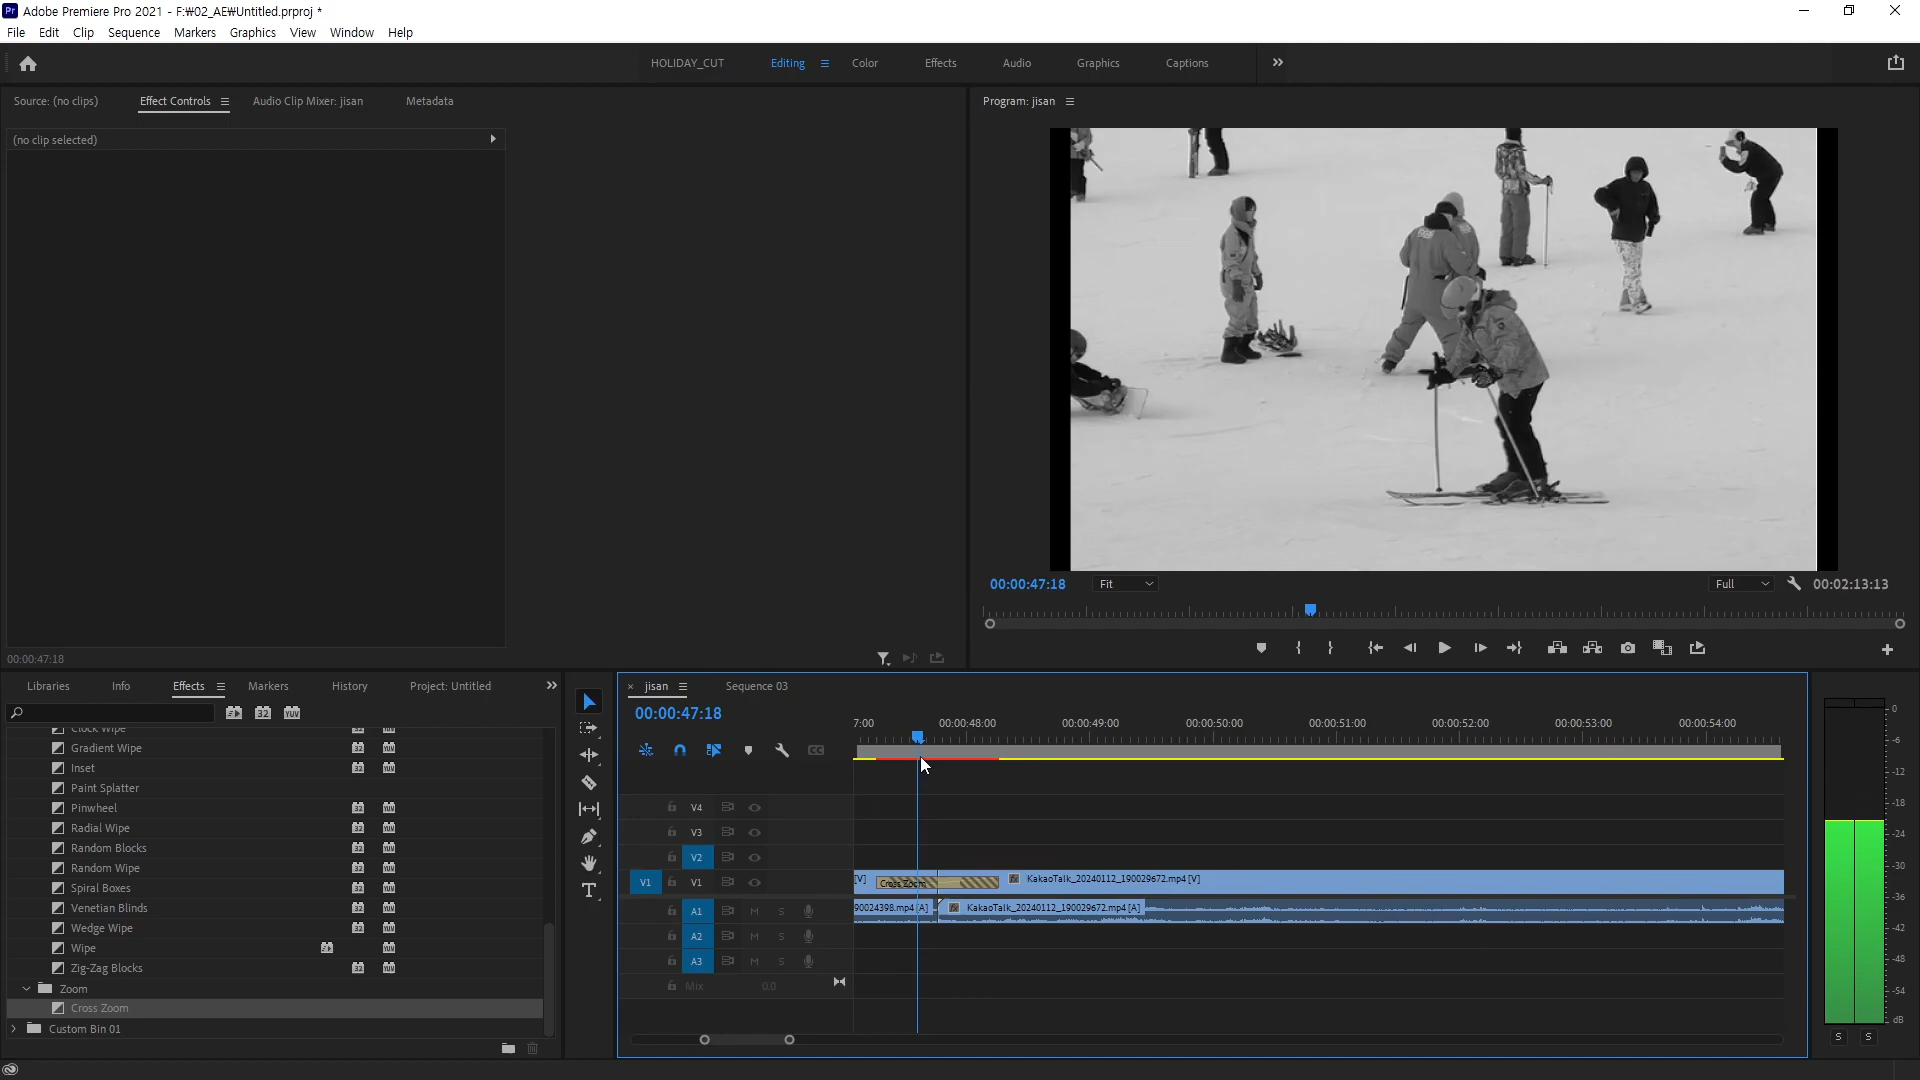 Pr Adobe Premiere Pro 2021 - F:₩02_AE₩Untitled.prproj *
File Edit Clip Sequence Markers Graphics View Window Help
HOLIDAY_CUT Editing Color Effects Audio Graphics Captions
Source: (no clips) Effect Controls Audio Clip Mixer: jisan Metadata
Program: jisan
(no clip selected)
00:00:47:18 Fit Full 00:02:13:13
00:00:47:18
Libraries Info Effects Markers History Project: Untitled
jisan Sequence 03
00:00:47:18
7:00 00:00:48:00 00:00:49:00 00:00:50:00 00:00:51:00 00:00:52:00 00:00:53:00 00:00:54:00
Clock Wipe
Gradient Wipe
Inset
Paint Splatter
Pinwheel
Radial Wipe
Random Blocks
Random Wipe
Spiral Boxes
Venetian Blinds
Wedge Wipe
Wipe
Zig-Zag Blocks
Zoom
Cross Zoom
Custom Bin 01
V4
V3
V2
V1 V1 [V] Cross Zoom fx KakaoTalk_20240112_190029672.mp4 [V]
A1 M S 90024398.mp4 [A] fx KakaoTalk_20240112_190029672.mp4 [A]
A2 M S
A3 M S
Mix 0.0
0
-6
-12
-18
-24
-30
-36
-42
-48
-54
dB
S S